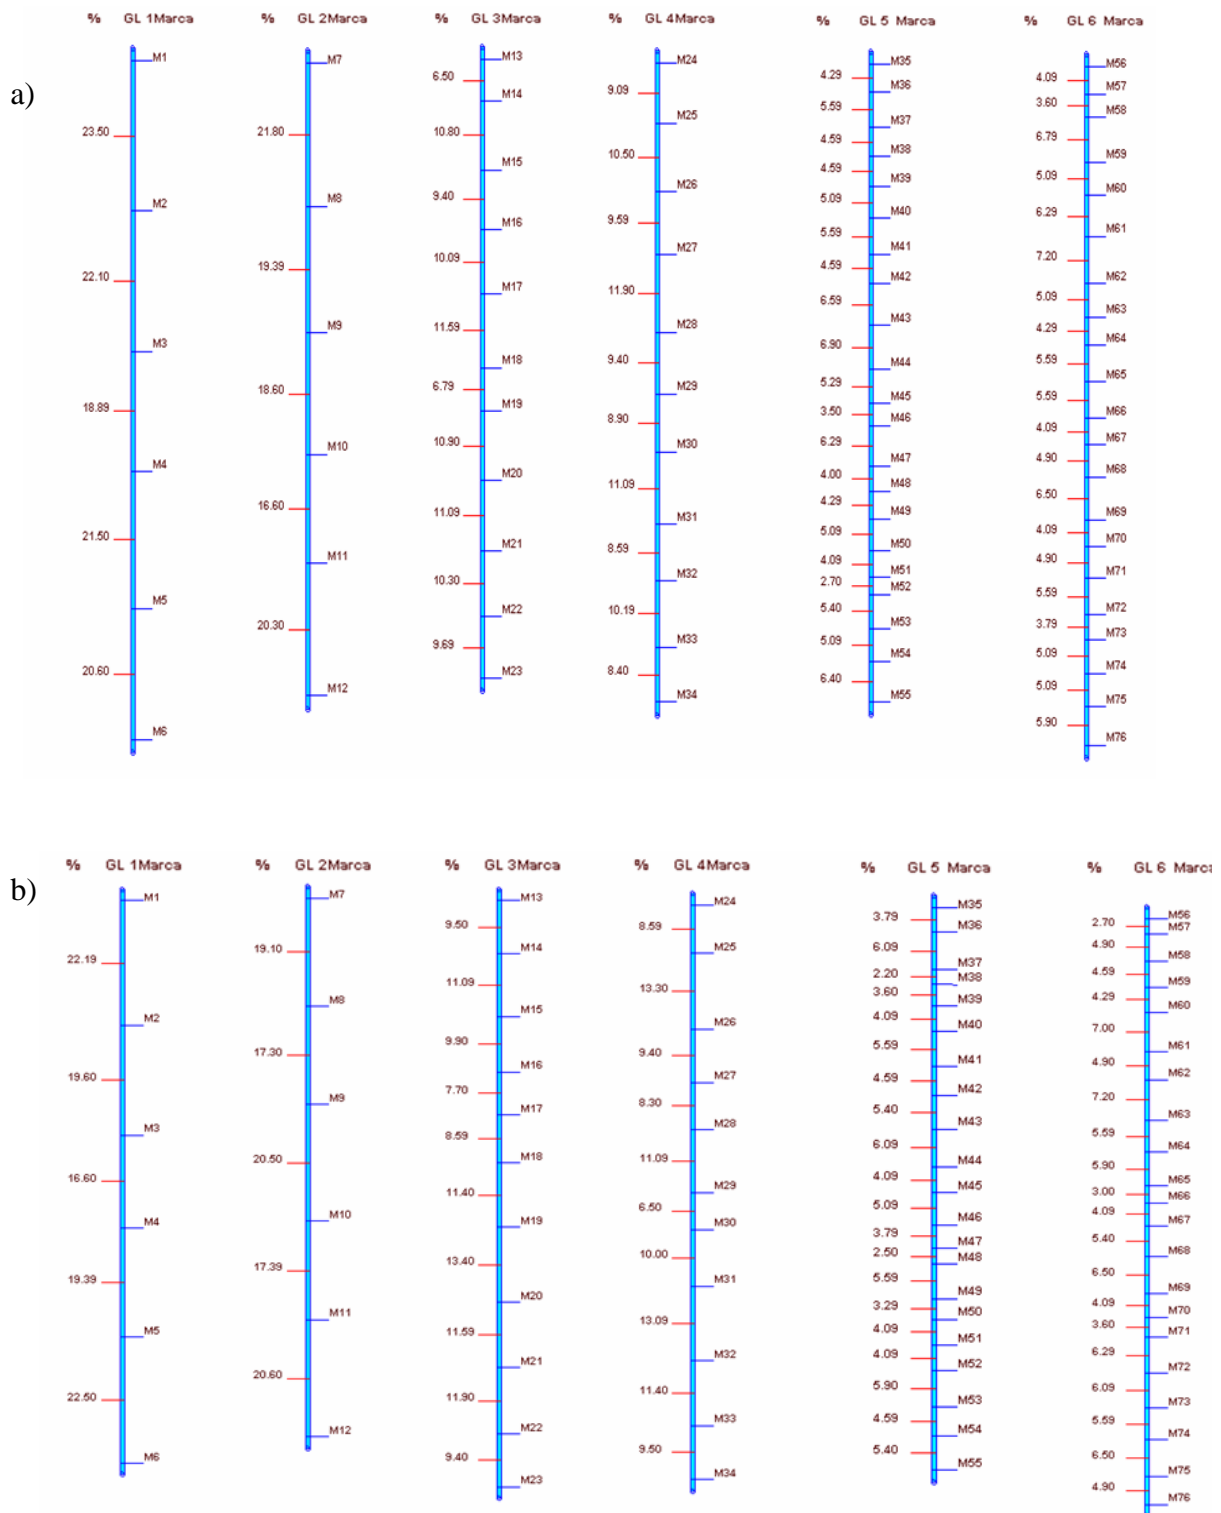 a)
% GL 1Marca
M1
23.50
M2
22.10
M3
18.89
M4
21.50
M5
20.60
M6
% GL 2Marca
M7
21.80
M8
19.39
M9
18.60
M10
16.60
M11
20.30
M12
% GL 3Marca
M13
6.50
M14
10.80
M15
9.40
M16
10.09
M17
11.59
M18
6.79
M19
10.90
M20
11.09
M21
10.30
M22
9.69
M23
% GL 4Marca
M24
9.09
M25
10.50
M26
9.59
M27
11.90
M28
9.40
M29
8.90
M30
11.09
M31
8.59
M32
10.19
M33
8.40
M34
% GL 5 Marca
M35
4.29
M36
5.59
M37
4.59
M38
4.59
M39
5.09
M40
5.59
M41
4.59
M42
6.59
M43
6.90
M44
5.29
M45
3.50
M46
6.29
M47
4.00
M48
4.29
M49
5.09
M50
4.09
M51
2.70
M52
5.40
M53
5.09
M54
6.40
M55
% GL 6 Marca
M56
4.09
M57
3.60
M58
6.79
M59
5.09
M60
6.29
M61
7.20
M62
5.09
M63
4.29
M64
5.59
M65
5.59
M66
4.09
M67
4.90
M68
6.50
M69
4.09
M70
4.90
M71
5.59
M72
3.79
M73
5.09
M74
5.09
M75
5.90
M76
b)
% GL 1Marca
M1
22.19
M2
19.60
M3
16.60
M4
19.39
M5
22.50
M6
% GL 2Marca
M7
19.10
M8
17.30
M9
20.50
M10
17.39
M11
20.60
M12
% GL 3Marca
M13
9.50
M14
11.09
M15
9.90
M16
7.70
M17
8.59
M18
11.40
M19
13.40
M20
11.59
M21
11.90
M22
9.40
M23
% GL 4Marca
M24
8.59
M25
13.30
M26
9.40
M27
8.30
M28
11.09
M29
6.50
M30
10.00
M31
13.09
M32
11.40
M33
9.50
M34
% GL 5 Marca
M35
3.79
M36
6.09
M37
2.20
M38
3.60
M39
4.09
M40
5.59
M41
4.59
M42
5.40
M43
6.09
M44
4.09
M45
5.09
M46
3.79
M47
2.50
M48
5.59
M49
3.29
M50
4.09
M51
4.09
M52
5.90
M53
4.59
M54
5.40
M55
% GL 6 Marca
M56
2.70
M57
4.90
M58
4.59
M59
4.29
M60
7.00
M61
4.90
M62
7.20
M63
5.59
M64
5.90
M65
3.00
M66
4.09
M67
5.40
M68
6.50
M69
4.09
M70
3.60
M71
6.29
M72
6.09
M73
5.59
M74
6.50
M75
4.90
M76